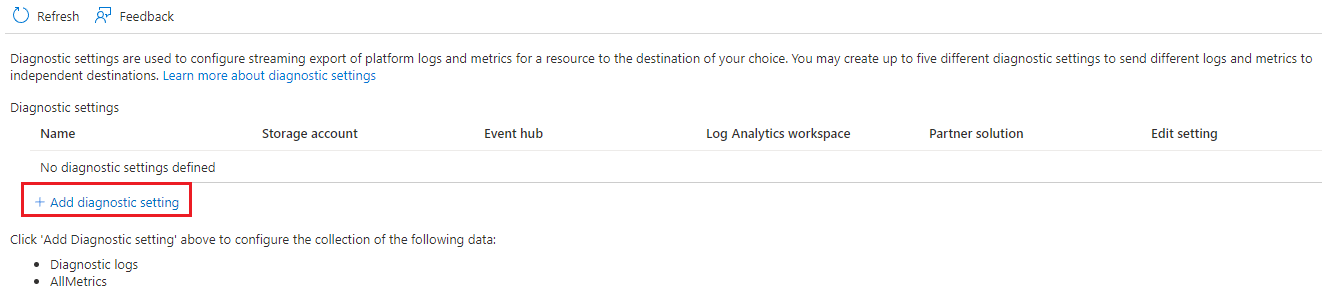 Refresh Feedback
Diagnostic settings are used to configure streaming export of platform logs and metrics for a resource to the destination of your choice. You may create up to five different diagnostic settings to send different logs and metrics to
independent destinations. Learn more about diagnostic settings
Diagnostic settings
Name Storage account Event hub Log Analytics workspace Partner solution Edit setting
No diagnostic settings defined
+ Add diagnostic setting
Click 'Add Diagnostic setting' above to configure the collection of the following data:
• Diagnostic logs
• AllMetrics